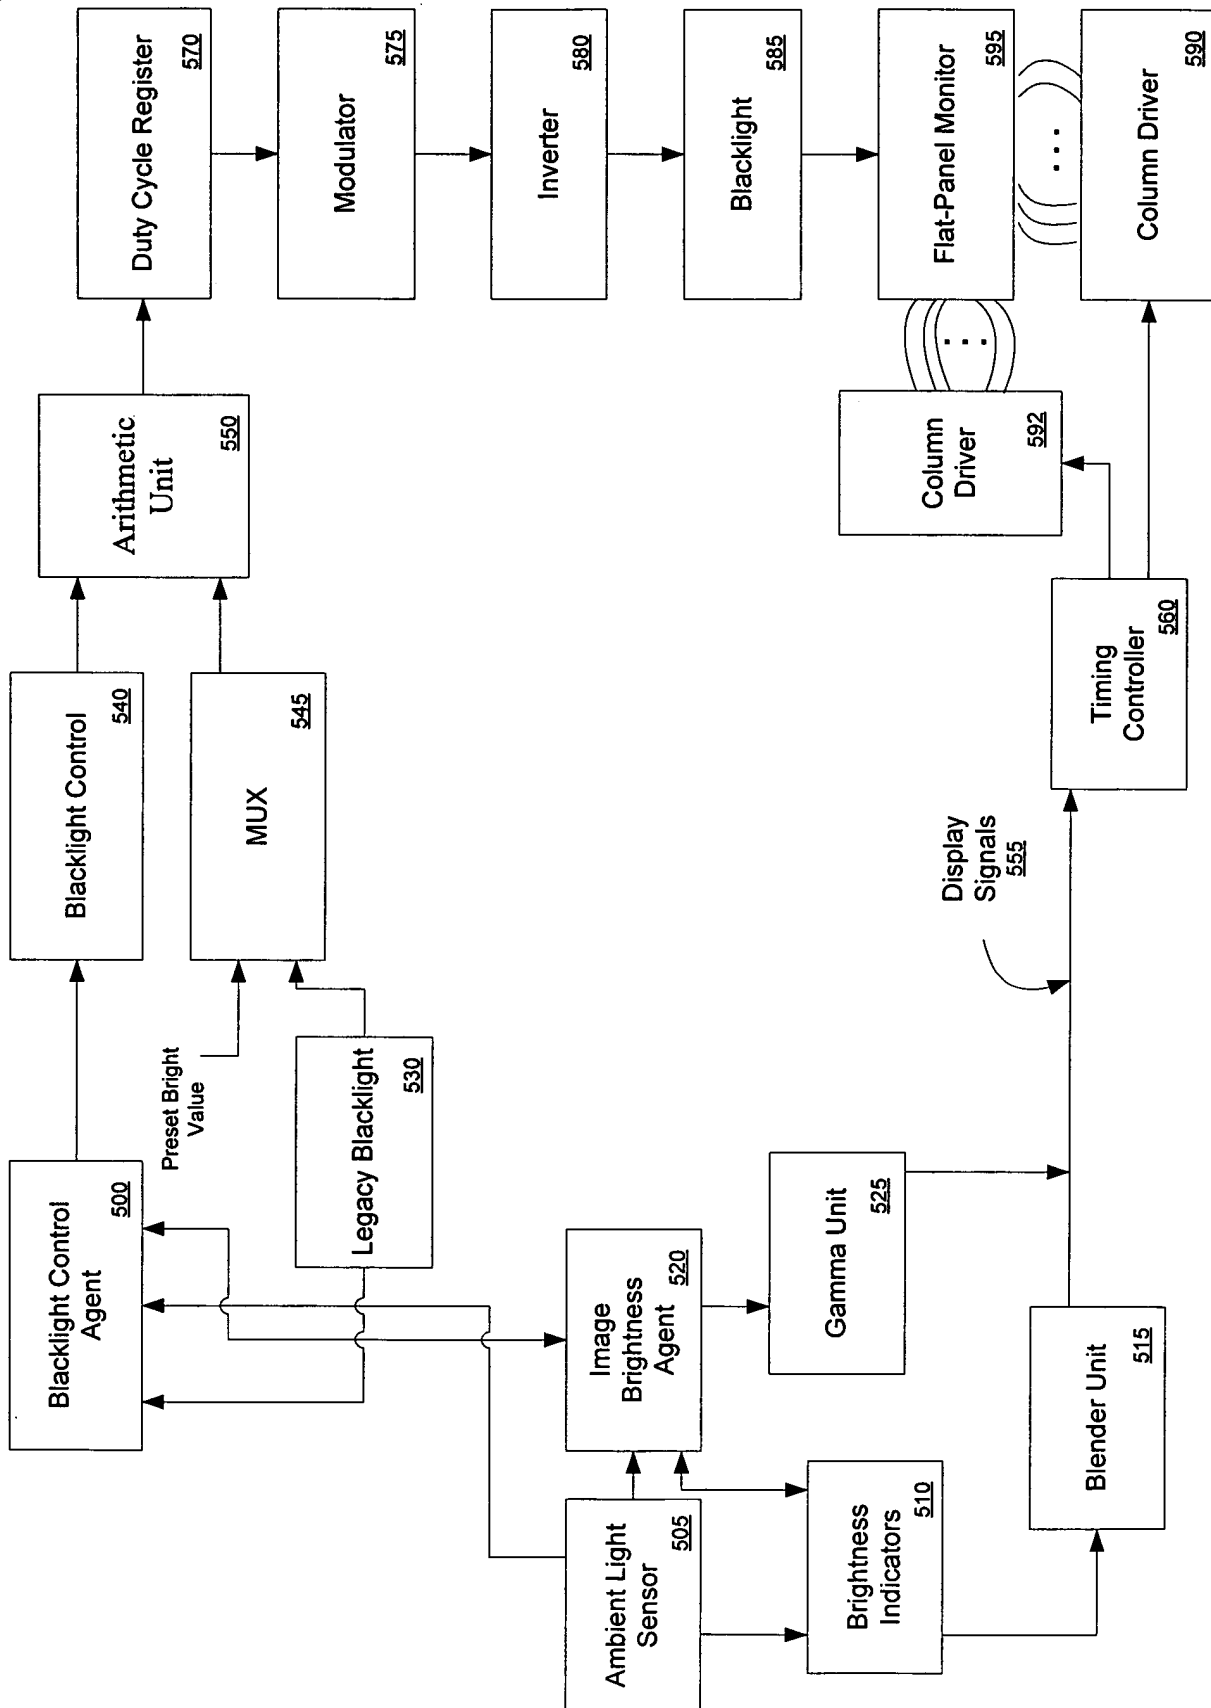 Blacklight Control
Agent
500
Blacklight Control
540
Arithmetic
Unit
550
Duty Cycle Register
570
Preset Bright
Value
MUX
545
Modulator
575
Legacy Blacklight
530
Inverter
580
Ambient Light
Sensor
505
Image
Brightness
Agent
520
Blacklight
585
Brightness
Indicators
510
Gamma Unit
525
Column
Driver
592
Flat-Panel Monitor
595
Display
Signals
555
Blender Unit
515
Timing
Controller
560
Column Driver
590